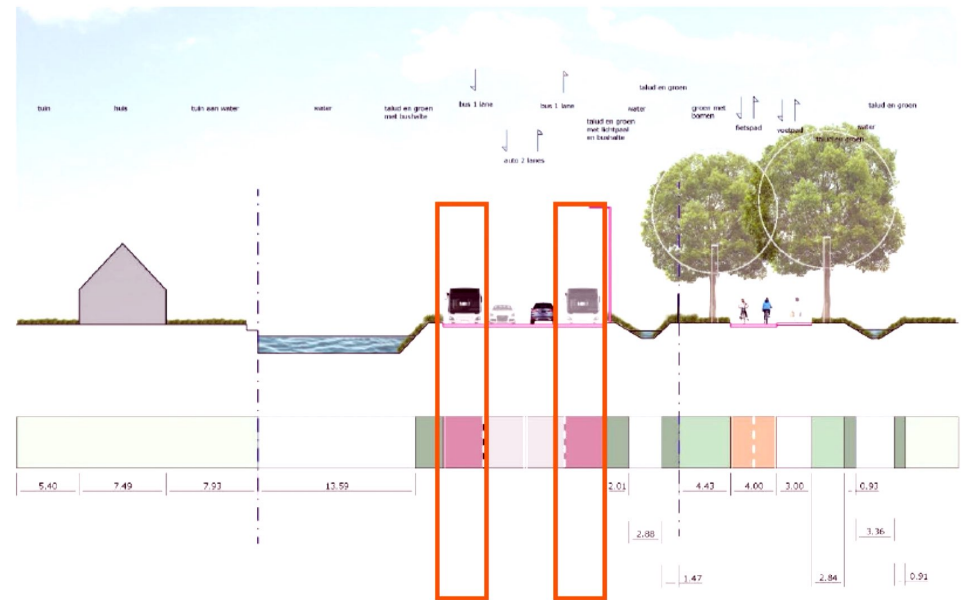 talud en groen
tuin
huis
tuin aan water
water
talud en groen
met bushalte
bus 1 lane
bus 1 lane
water
groen met
bomen
talud en groen
talud en groen
met lichtpaal
en bushalte
fietspad
voetpad
water
talud en groen
auto 2 lanes
5.40
7.49
7.93
13.59
2.01
4.43
4.00
3.00
0.93
2.88
3.36
1.47
2.84
0.91